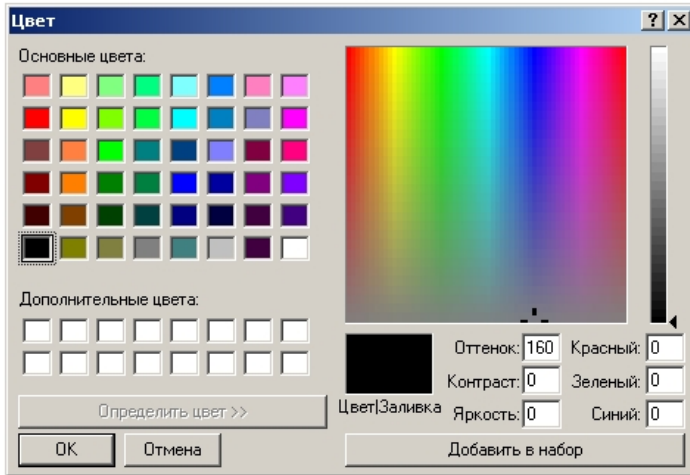 Цвет
Основные цвета:
Дополнительные цвета:
Определить цвет >>
OK
Отмена
Цвет|Заливка
Оттенок: 160
Контраст: 0
Яркость: 0
Красный: 0
Зеленый: 0
Синий: 0
Добавить в набор